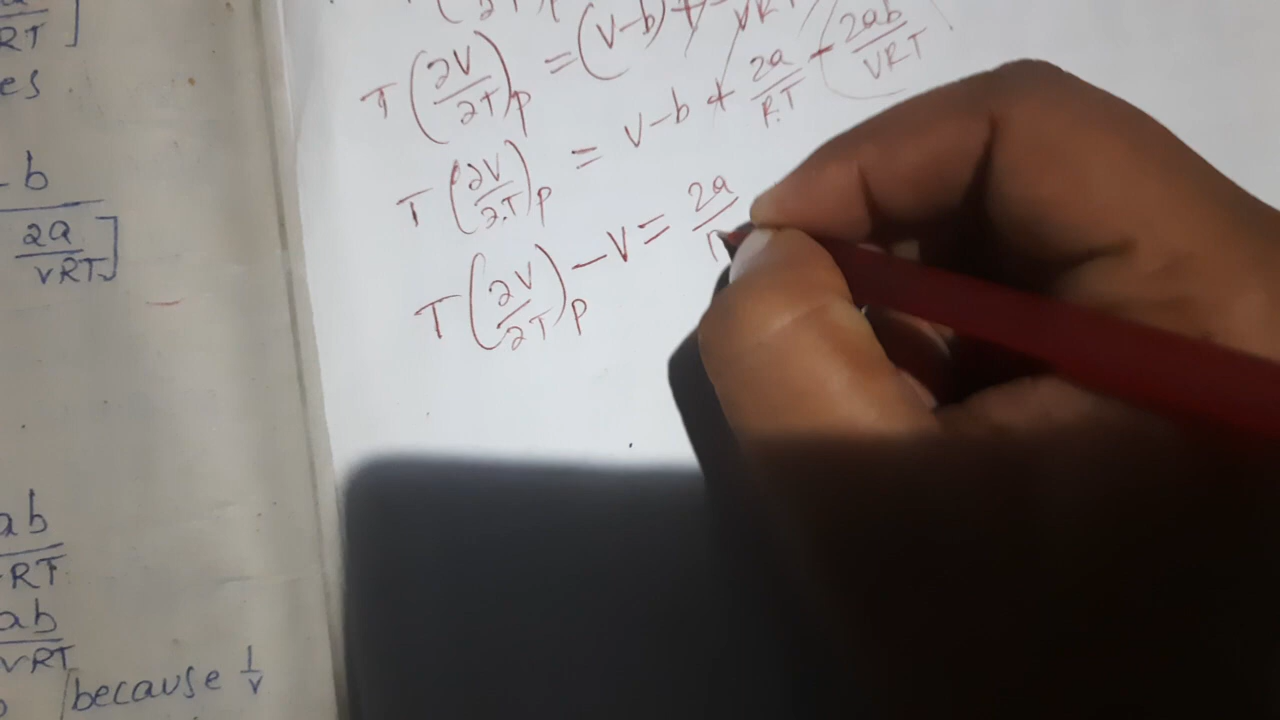 RT ]
es
- b
2a
vRT ]
ab
RT
ab
vRT
because 1/v
T (∂V/∂T)p = (V-b) +
T (∂V/∂T)p = V-b + 2a/RT - 2ab/VRT
T (∂V/∂T)p - V = 2a/